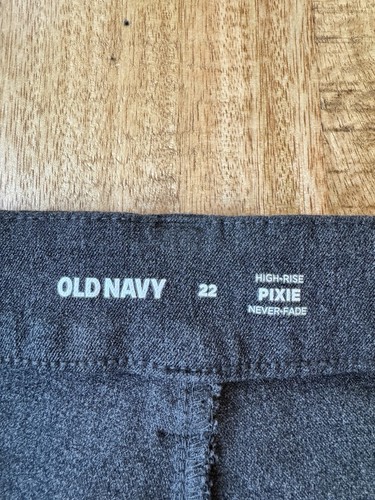 OLD NAVY
22
HIGH-RISE
PIXIE
NEVER-FADE